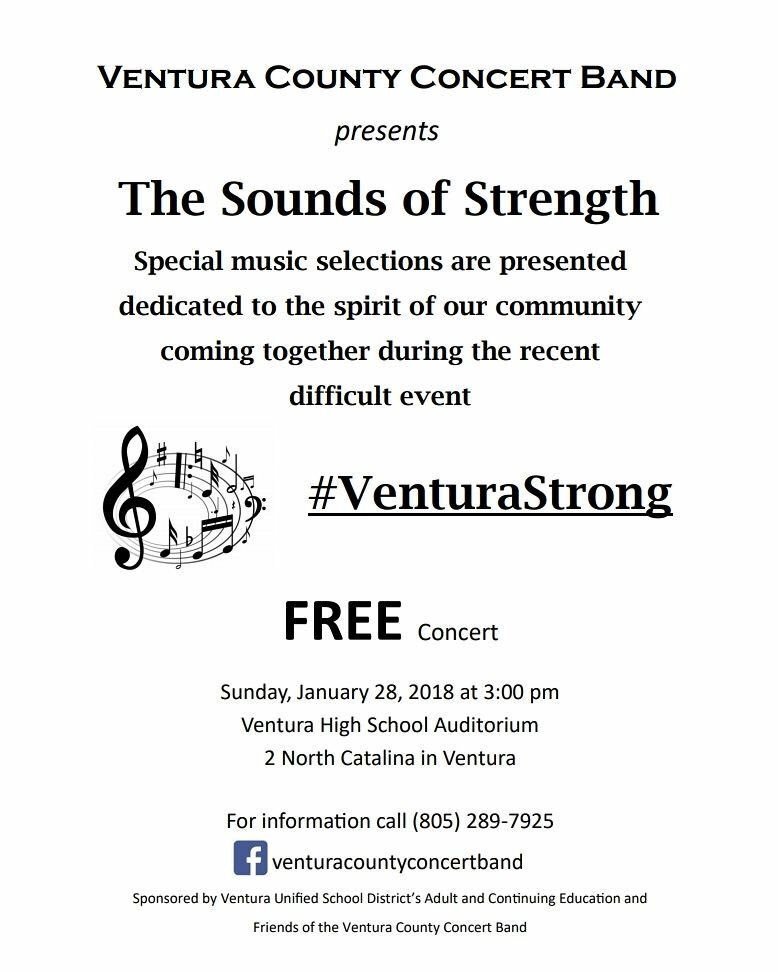 VENTURA COUNTY CONCERT BAND
presents
The Sounds of Strength
Special music selections are presented
dedicated to the spirit of our community
coming together during the recent
difficult event
#VenturaStrong
FREE Concert
Sunday, January 28, 2018 at 3:00 pm
Ventura High School Auditorium
2 North Catalina in Ventura
For information call (805) 289-7925
f venturacountyconcertband
Sponsored by Ventura Unified School District’s Adult and Continuing Education and
Friends of the Ventura County Concert Band